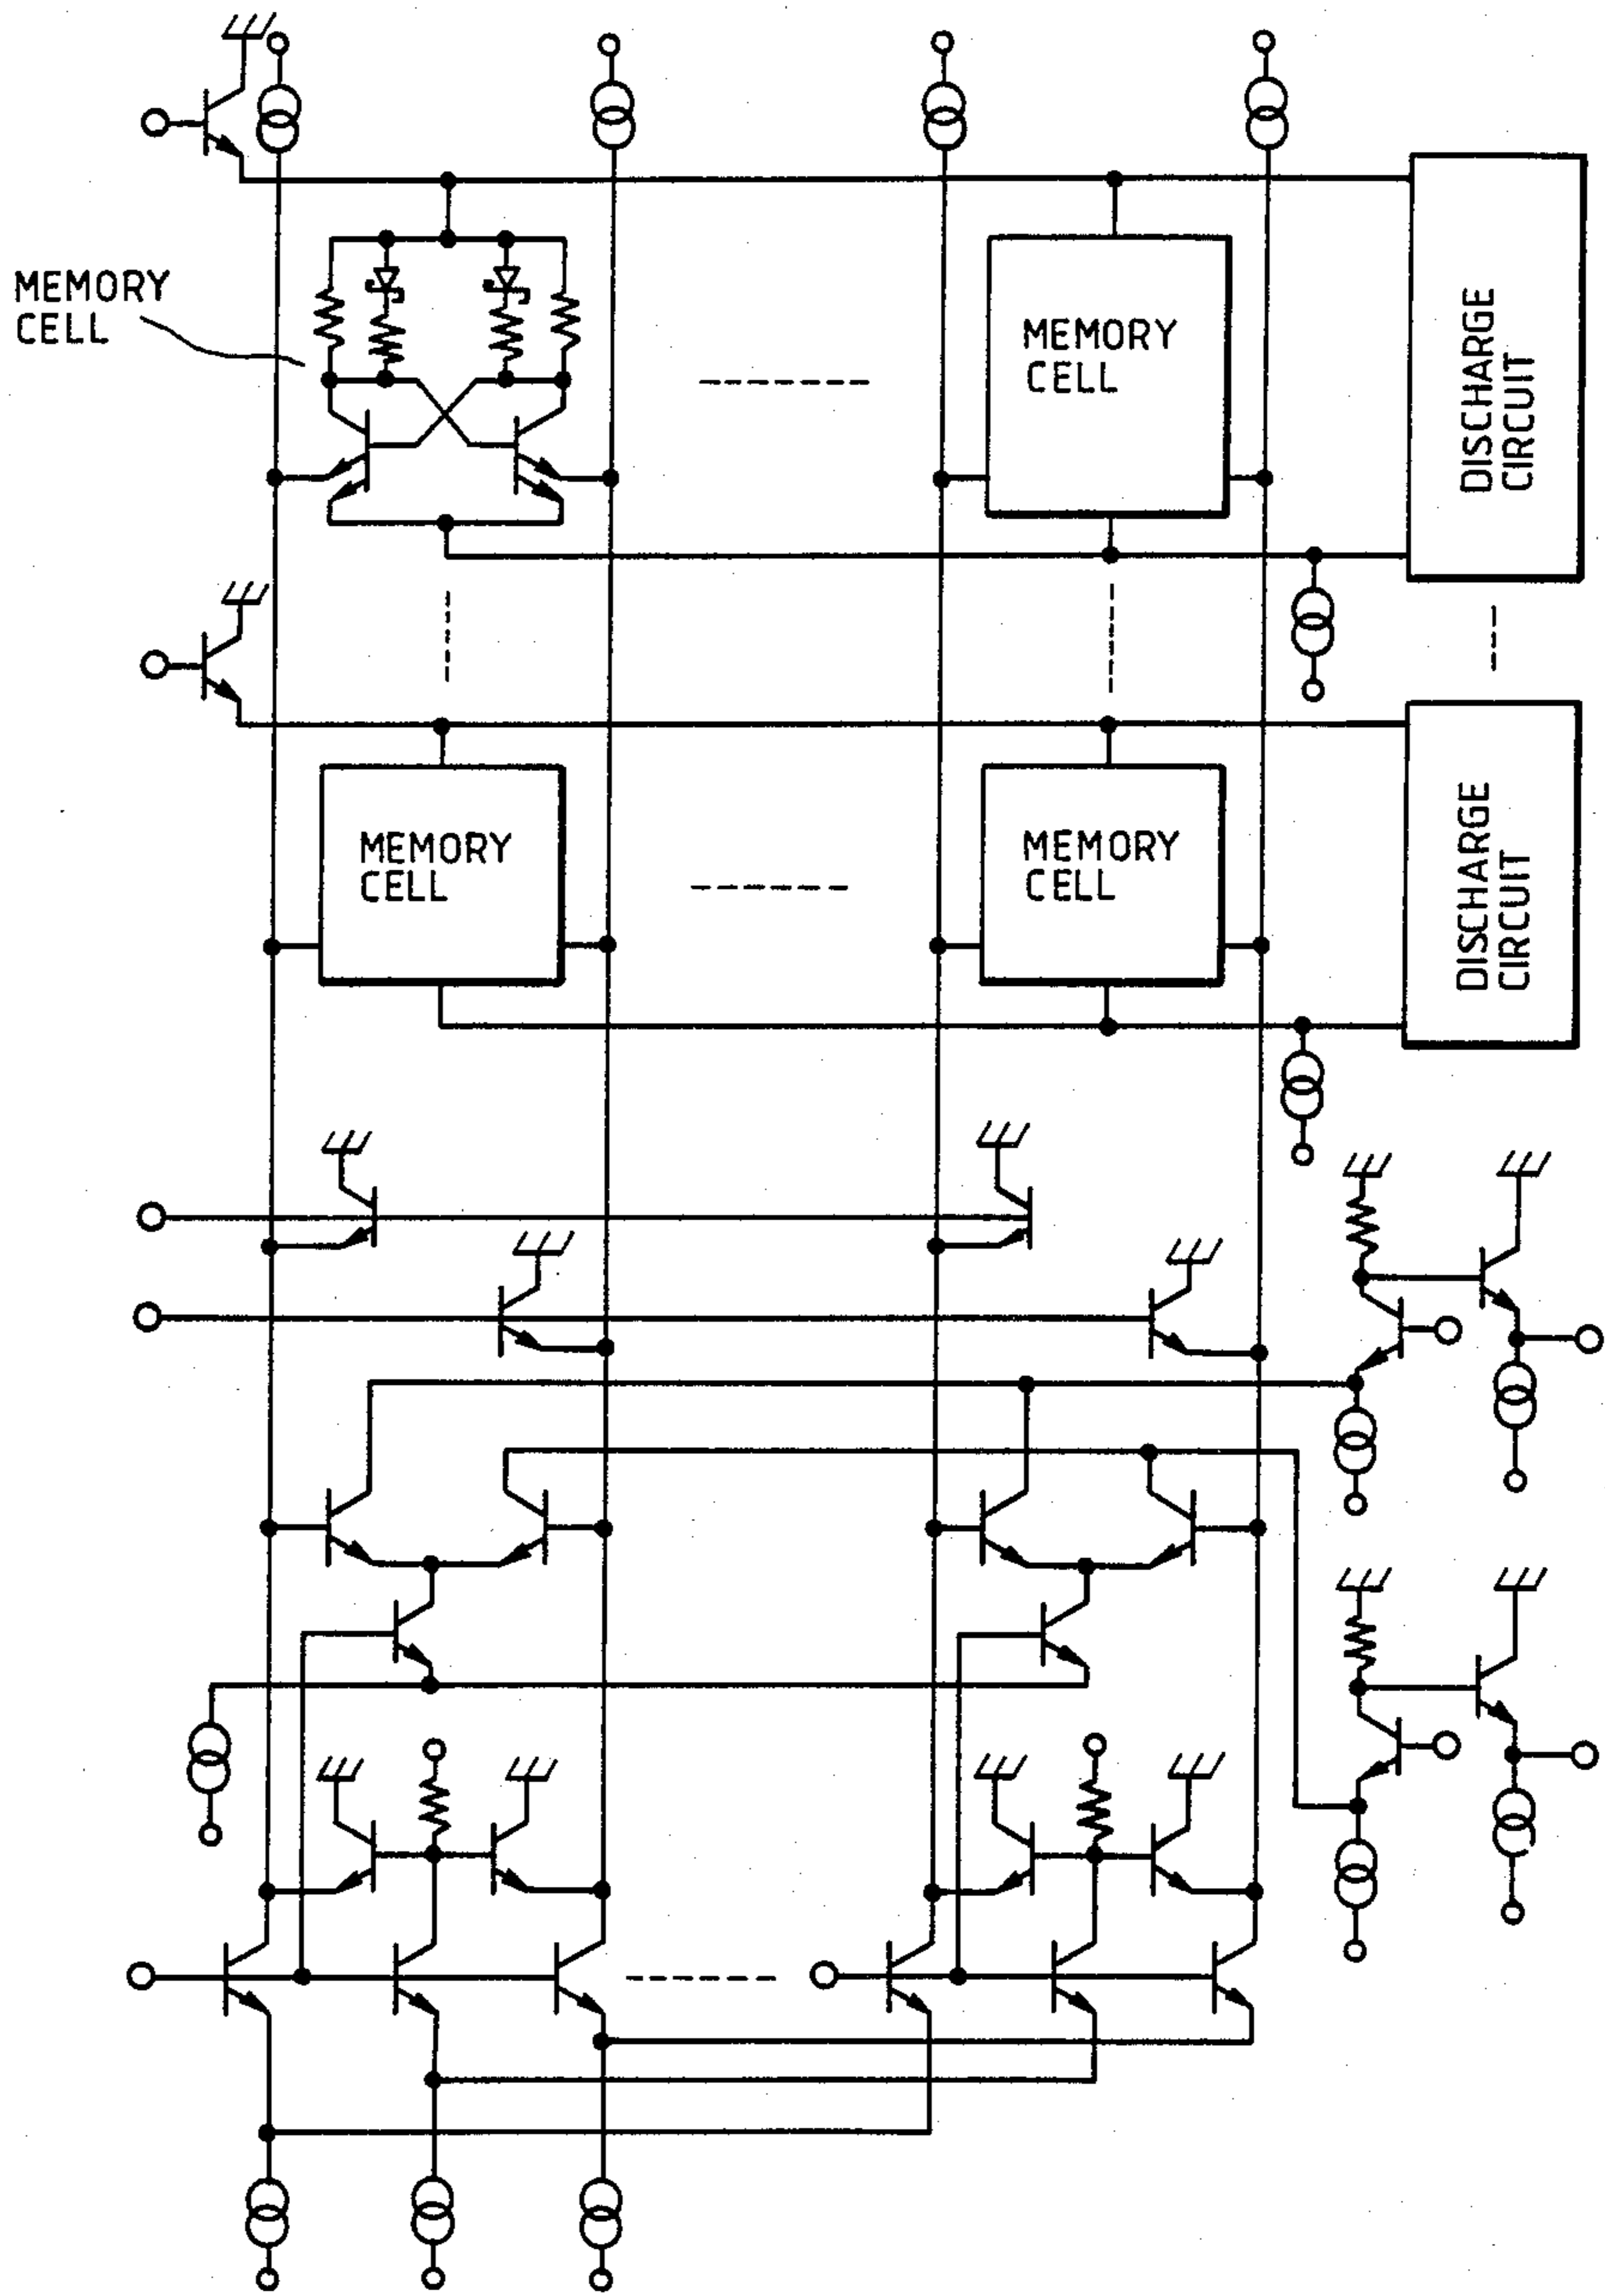 MEMORY
CELL
MEMORY
CELL
DISCHARGE
CIRCUIT
MEMORY
CELL
MEMORY
CELL
DISCHARGE
CIRCUIT